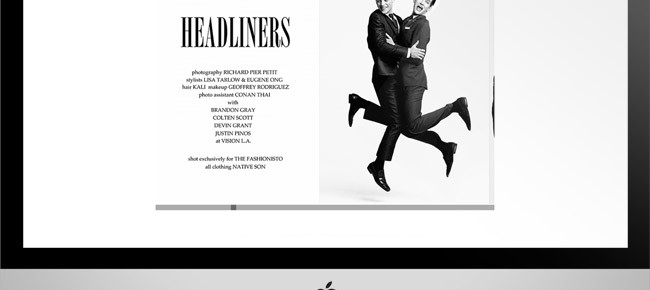 HEADLINERS
photography RICHARD PIER PETIT
stylists LISA TARLOW & EUGENE ONG
hair KALI makeup GEOFFREY RODRIGUEZ
photo assistant CONAN THAI
with
BRANDON GRAY
COLTEN SCOTT
DEVIN GRANT
JUSTIN PINOS
at VISION L.A.
shot exclusively for THE FASHIONISTO
all clothing NATIVE SON